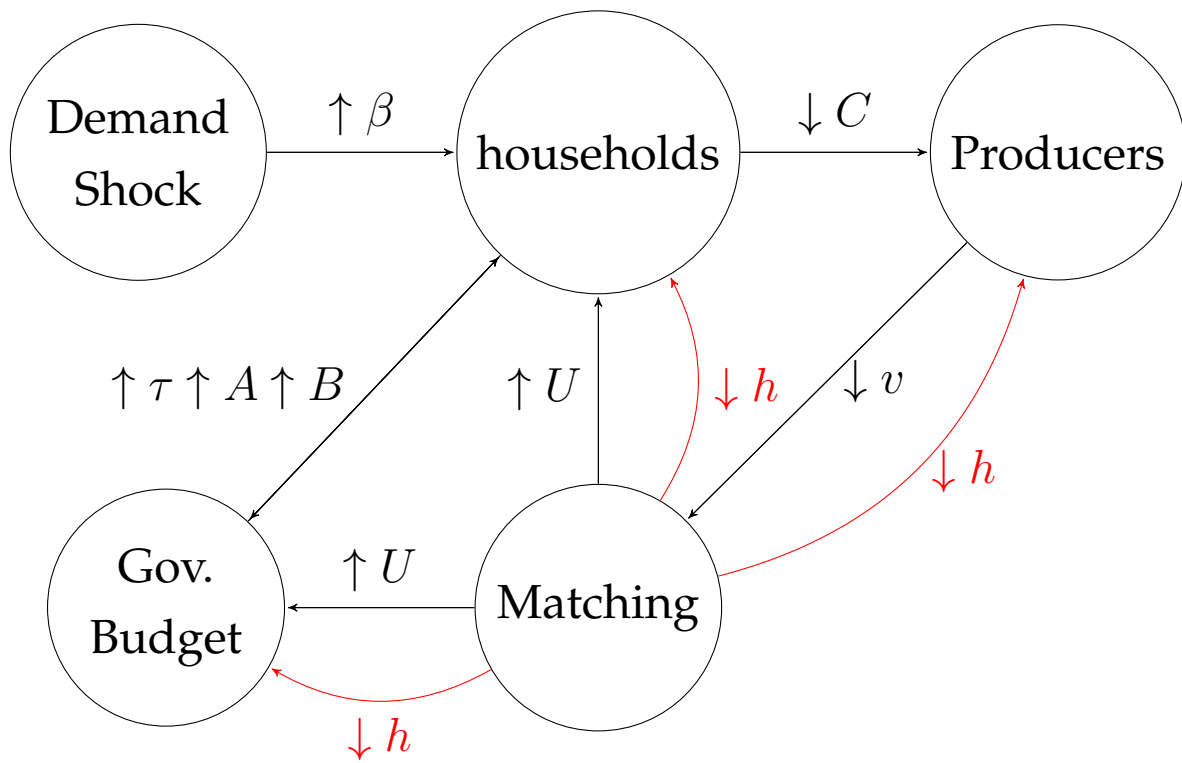 Demand
Shock
↑ β
households
↓ C
Producers
↑ τ ↑ A ↑ B
↑ U
↓ h
↓ v
↓ h
Gov.
Budget
↑ U
Matching
↓ h